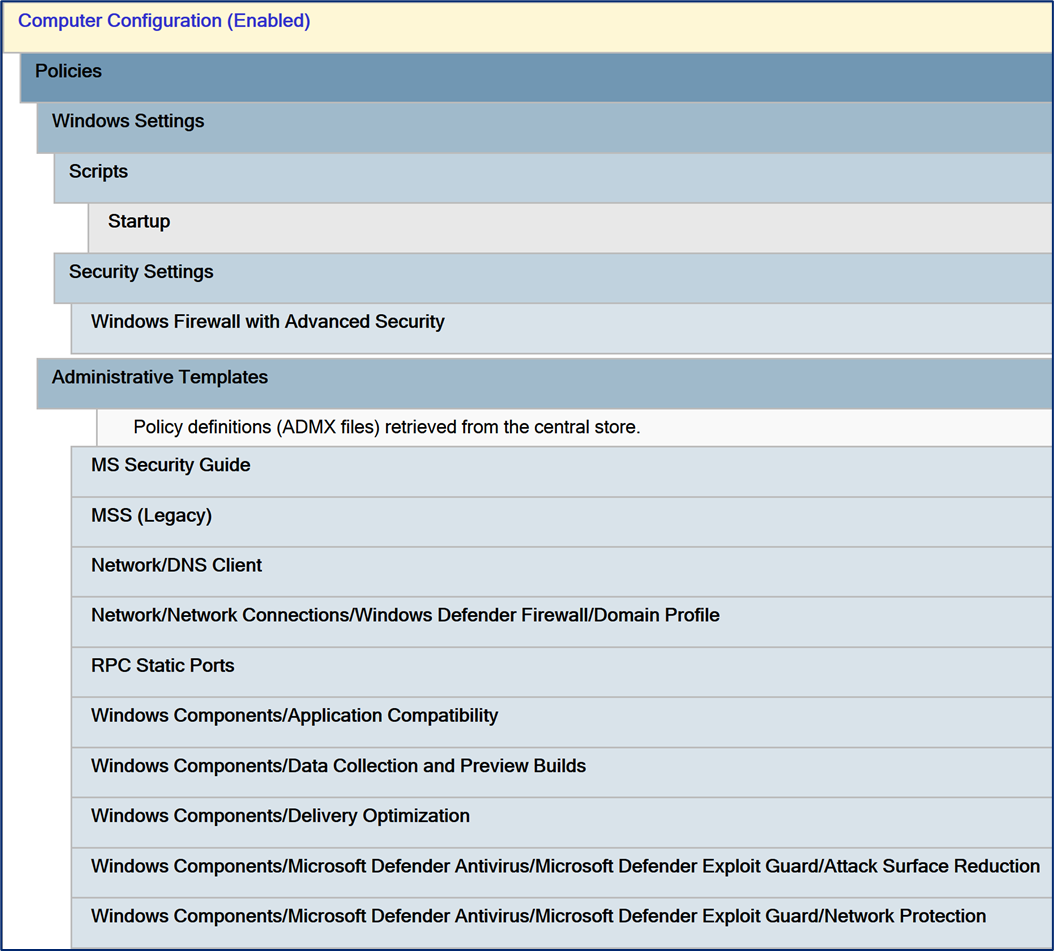 Computer Configuration (Enabled)
Policies
Windows Settings
Scripts
Startup
Security Settings
Windows Firewall with Advanced Security
Administrative Templates
Policy definitions (ADMX files) retrieved from the central store.
MS Security Guide
MSS (Legacy)
Network/DNS Client
Network/Network Connections/Windows Defender Firewall/Domain Profile
RPC Static Ports
Windows Components/Application Compatibility
Windows Components/Data Collection and Preview Builds
Windows Components/Delivery Optimization
Windows Components/Microsoft Defender Antivirus/Microsoft Defender Exploit Guard/Attack Surface Reduction
Windows Components/Microsoft Defender Antivirus/Microsoft Defender Exploit Guard/Network Protection